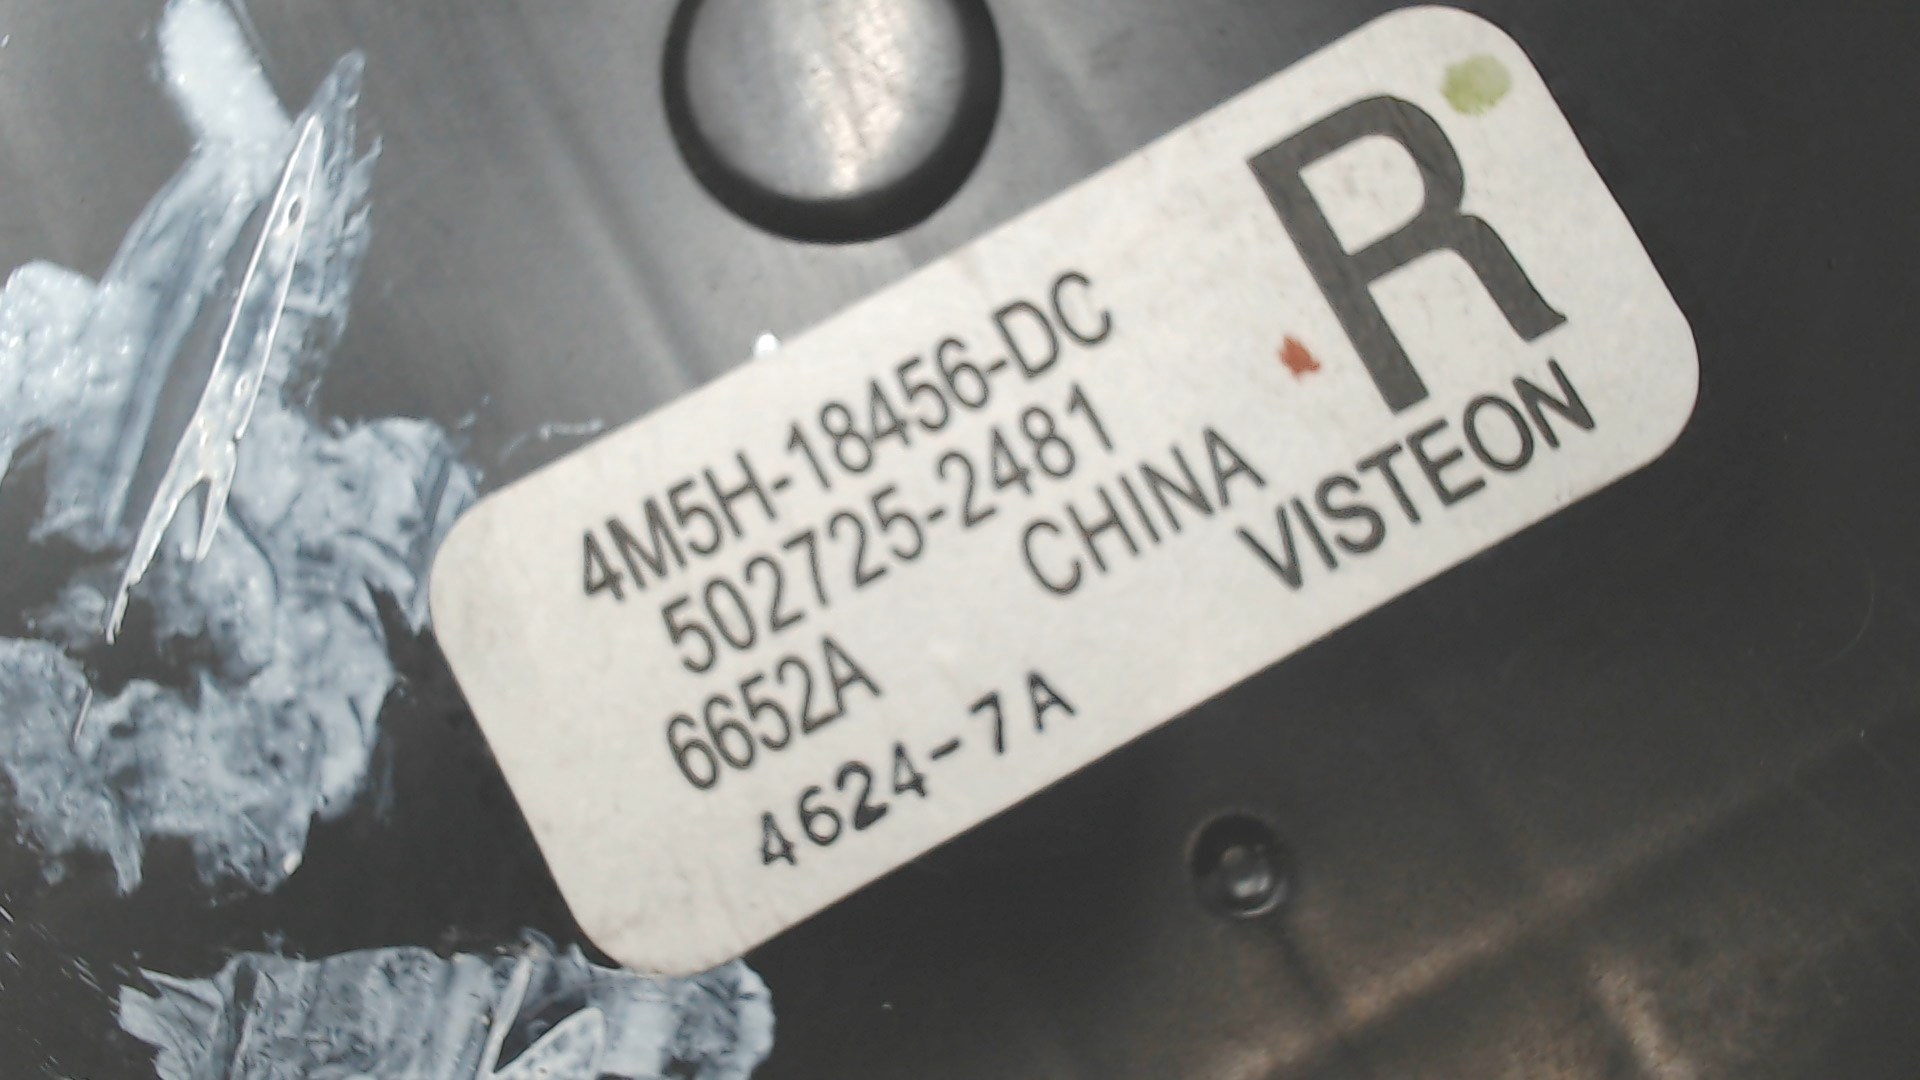 R
4M5H-18456-DC
502725-2481
CHINA
VISTEON
6652A
4624-7A